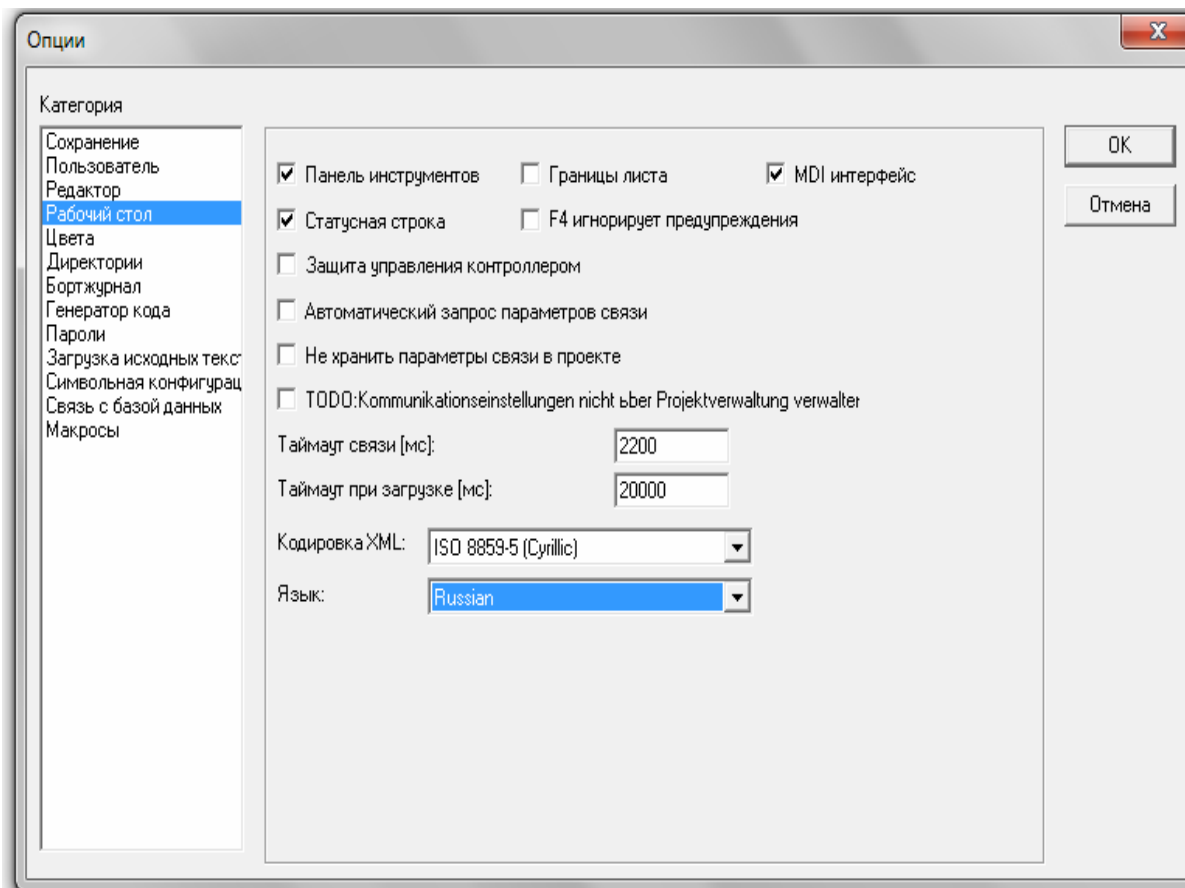 Опции
Категория
Сохранение
Пользователь
Редактор
Рабочий стол
Цвета
Директории
Бортжурнал
Генератор кода
Пароли
Загрузка исходных текс
Символьная конфигурац
Связь с базой данных
Макросы
Панель инструментов
Границы листа
MDI интерфейс
Статусная строка
F4 игнорирует предупреждения
Защита управления контроллером
Автоматический запрос параметров связи
Не хранить параметры связи в проекте
TODO:Kommunikationseinstellungen nicht ьber Projektverwaltung verwalter
Таймаут связи [мс]: 2200
Таймаут при загрузке [мс]: 20000
Кодировка XML: ISO 8859-5 (Cyrillic)
Язык: Russian
OK
Отмена